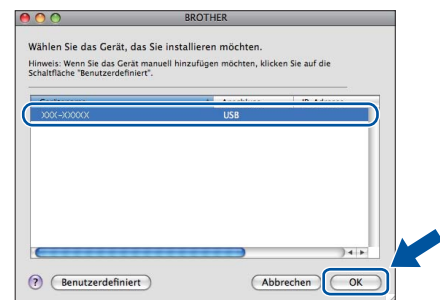 BROTHER
Wählen Sie das Gerät, das Sie installieren möchten.
Hinweis: Wenn Sie das Gerät manuell hinzufügen möchten, klicken Sie auf die
Schaltfläche "Benutzerdefiniert".
XXX-XXXXX USB
? Benutzerdefiniert Abbrechen OK